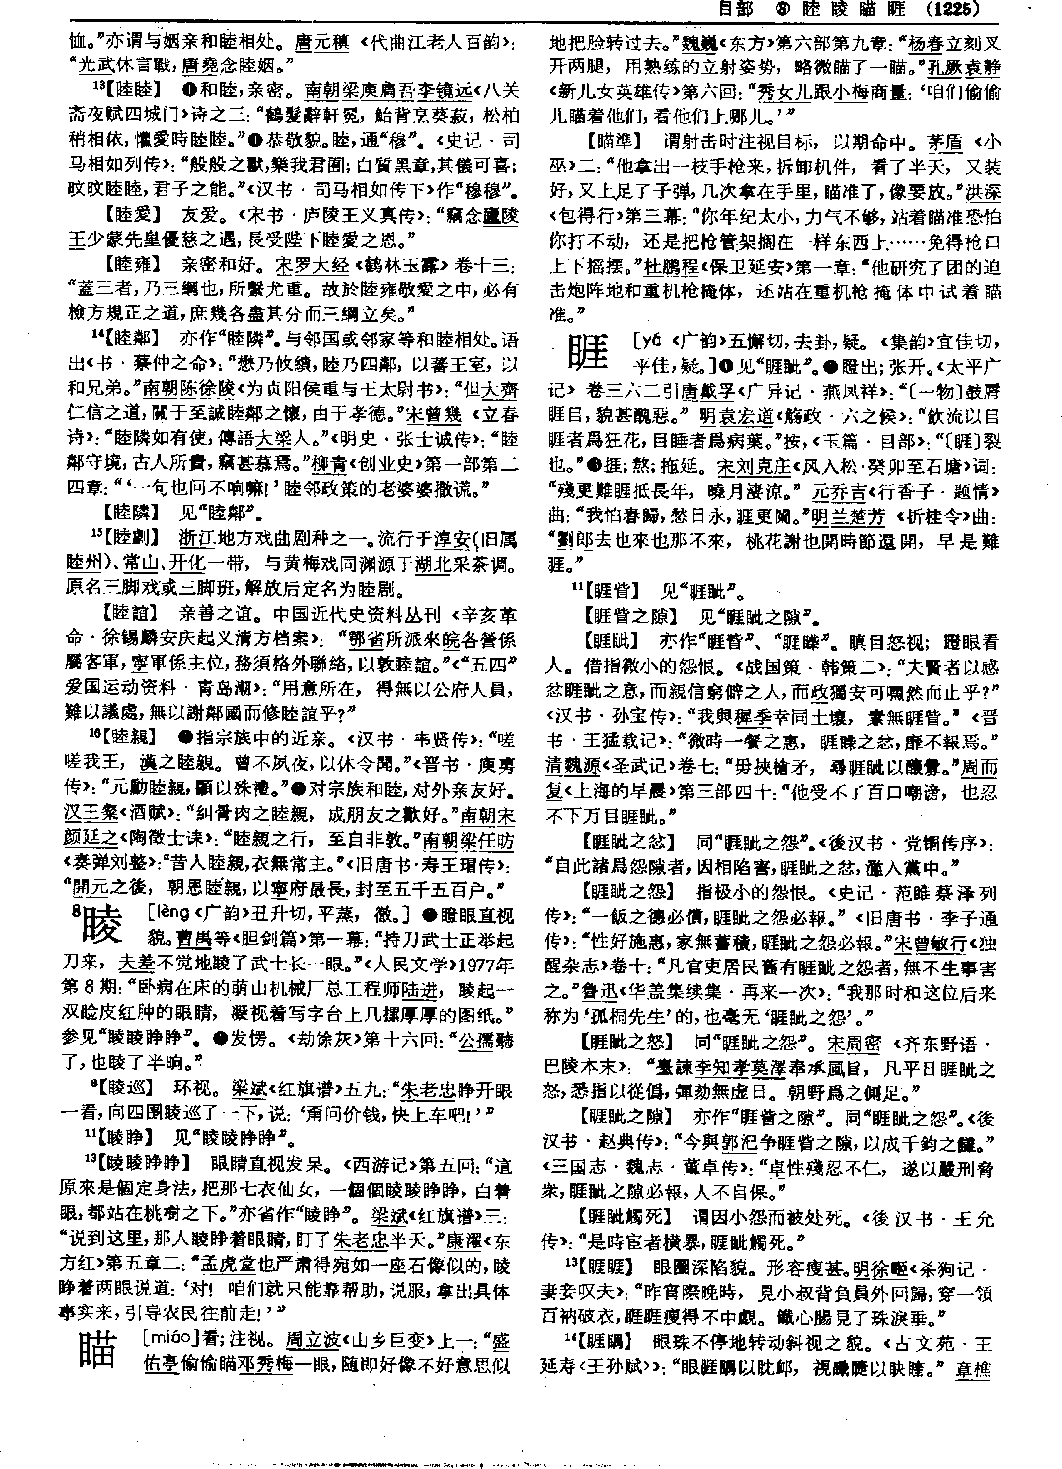 目部 ⑧ 睦 睖 瞄 睚 (1225)
恤。”亦谓与姻亲和睦相处。唐元稹《代曲江老人百韵》：
“光武休言戰，唐堯念睦姻。”
¹³【睦睦】 ❶和睦，亲密。南朝梁庾肩吾李镜远《八关
斋夜赋四城门》诗之三：“鶴髮辭軒冕，鮐背烹葵菽，松柏
稍相依，懽愛時睦睦。”❷恭敬貌。睦，通“穆”。《史记·司
马相如列传》：“般般之獸，樂我君囿；白質黑章，其儀可喜；
旼旼睦睦，君子之能。”《汉书·司马相如传下》作“穆穆”。
【睦愛】 友爱。《宋书·庐陵王义真传》：“竊念廬陵
王少蒙先皇優慈之遇，長受陛下睦愛之恩。”
【睦雍】 亲密和好。宋罗大经《鹤林玉露》卷十三：
“蓋三者，乃三綱也，所繫尤重。故於睦雍敬愛之中，必有
檢方規正之道，庶幾各盡其分而三綱立矣。”
¹⁴【睦鄰】 亦作“睦隣”。与邻国或邻家等和睦相处。语
出《书·蔡仲之命》：“懋乃攸績，睦乃四鄰，以蕃王室，以
和兄弟。”南朝陈徐陵《为贞阳侯重与王太尉书》：“但大齊
仁信之道，關于至誠睦鄰之懷，由于孝德。”宋曾幾《立春
诗》：“睦隣如有使，傳語大梁人。”《明史·张士诚传》：“睦
鄰守境，古人所貴，竊甚慕焉。”柳青《创业史》第一部第二
四章：“‘一句也问不响嘛！’睦邻政策的老婆婆撒谎。”
【睦隣】 见“睦鄰”。
¹⁵【睦劇】 浙江地方戏曲剧种之一。流行于淳安(旧属
睦州)、常山、开化一带，与黄梅戏同渊源于湖北采茶调。
原名三脚戏或三脚班，解放后定名为睦剧。
【睦誼】 亲善之谊。中国近代史资料丛刊《辛亥革
命·徐锡麟安庆起义清方档案》：“鄂省所派来皖各營係
屬客軍，寧軍係主位，務須格外聯絡，以敦睦誼。”《“五四”
爱国运动资料·青岛潮》：“用意所在，得無以公府人員，
難以議處，無以謝鄰國而修睦誼乎？”
¹⁶【睦親】 ❶指宗族中的近亲。《汉书·韦贤传》：“嗟
嗟我王，漢之睦親。曾不夙夜，以休令聞。”《晋书·庾亮
传》：“元勳睦親，顯以殊禮。”❷对宗族和睦，对外亲友好。
汉王粲《酒赋》：“糾骨肉之睦親，成朋友之歡好。”南朝宋
颜延之《陶徵士诔》：“睦親之行，至自非敦。”南朝梁任昉
《奏弹刘整》：“昔人睦親，衣無常主。”《旧唐书·寿王瑁传》：
“開元之後，朝恩睦親，以寧府最長，封至五千五百户。”
⁸睖 [lèng《广韵》丑升切，平蒸，徹。] ❶瞪眼直视
貌。曹禺等《胆剑篇》第一幕：“持刀武士正举起
刀来，夫差不觉地睖了武士长一眼。”《人民文学》1977年
第8期：“卧病在床的萌山机械厂总工程师陆进，睖起一
双睑皮红肿的眼睛，凝视着写字台上几摞厚厚的图纸。”
参见“睖睖睁睁”。❷发愣。《劫馀灰》第十六回：“公孺聽
了，也睖了半晌。”
⁸【睖巡】 环视。梁斌《红旗谱》五九：“朱老忠睁开眼
一看，向四围睖巡了一下，说：‘甭问价钱，快上车吧！’”
¹¹【睖睁】 见“睖睖睁睁”。
¹³【睖睖睁睁】 眼睛直视发呆。《西游记》第五回：“這
原來是個定身法，把那七衣仙女，一個個睖睖睁睁，白着
眼，都站在桃樹之下。”亦省作“睖睁”。梁斌《红旗谱》三：
“说到这里，那人睖睁着眼睛，盯了朱老忠半天。”康濯《东
方红》第五章二：“孟虎堂也严肃得宛如一座石像似的，睖
睁着两眼说道：‘对！咱们就只能靠帮助，说服，拿出具体
事实来，引导农民往前走！’”
瞄 [miáo]看；注视。周立波《山乡巨变》上一：“盛
佑亭偷偷瞄邓秀梅一眼，随即好像不好意思似
地把脸转过去。”魏巍《东方》第六部第九章：“杨春立刻叉
开两腿，用熟练的立射姿势，略微瞄了一瞄。”孔厥袁静
《新儿女英雄传》第六回：“秀女儿跟小梅商量：‘咱们偷偷
儿瞄着他们，看他们上哪儿。’”
【瞄準】 谓射击时注视目标，以期命中。茅盾《小
巫》二：“他拿出一枝手枪来，拆卸机件，看了半天，又装
好，又上足了子弹，几次拿在手里，瞄准了，像要放。”洪深
《包得行》第三幕：“你年纪太小，力气不够，站着瞄准恐怕
你打不动，还是把枪管架搁在一样东西上……免得枪口
上下摇摆。”杜鹏程《保卫延安》第一章：“他研究了团的迫
击炮阵地和重机枪掩体，还站在重机枪掩体中试着瞄
准。”
睚 [yá《广韵》五懈切，去卦，疑。《集韵》宜佳切，
平佳，疑。]❶见“睚眦”。❷瞪出；张开。《太平广
记》卷三六二引唐戴孚《广异记·燕凤祥》：“〔一物〕鼓脣
睚目，貌甚醜惡。”明袁宏道《觞政·六之候》：“飲流以目
睚者爲狂花，目睡者爲病葉。”按，《玉篇·目部》：“〔睚〕裂
也。”❸捱；熬；拖延。宋刘克庄《风入松·癸卯至石塘》词：
“殘更難睚抵長年，曉月凄涼。”元乔吉《行香子·题情》
曲：“我怕春歸，愁日永，睚更闌。”明兰楚芳《折桂令》曲：
“劉郎去也來也那不來，桃花謝也開時節還開，早是難
睚。”
¹¹【睚眥】 见“睚眦”。
【睚眥之隙】 见“睚眦之隙”。
【睚眦】 亦作“睚眥”、“睚睉”。瞋目怒视；瞪眼看
人。借指微小的怨恨。《战国策·韩策二》：“夫賢者以感
忿睚眦之意，而親信窮僻之人，而政獨安可嘿然而止乎？”
《汉书·孙宝传》：“我與穉季幸同土壤，素無睚眥。”《晋
书·王猛载记》：“微時一餐之惠，睚眦之忿，靡不報焉。”
清魏源《圣武记》卷七：“毋挾槍矛，尋睚眦以釀釁。”周而
复《上海的早晨》第三部四十：“他受不了百口嘲谤，也忍
不下万目睚眦。”
【睚眦之忿】 同“睚眦之怨”。《後汉书·党锢传序》：
“自此諸爲怨隙者，因相陷害，睚眦之忿，濫入黨中。”
【睚眦之怨】 指极小的怨恨。《史记·范雎蔡泽列
传》：“一飯之德必償，睚眦之怨必報。”《旧唐书·李子通
传》：“性好施惠，家無蓄積，睚眦之怨必報。”宋曾敏行《独
醒杂志》卷十：“凡官吏居民舊有睚眦之怨者，無不生事害
之。”鲁迅《华盖集续集·再来一次》：“我那时和这位后来
称为‘孤桐先生’的，也毫无‘睚眦之怨’。”
【睚眦之怒】 同“睚眦之怨”。宋周密《齐东野语·
巴陵本末》：“臺諫李知孝莫澤奉承風旨，凡平日睚眦之
怒，悉指以從僞，彈劾無虚日。朝野爲之側足。”
【睚眦之隙】 亦作“睚眥之隙”。同“睚眦之怨”。《後
汉书·赵典传》：“今與郭汜争睚眥之隙，以成千鈞之讎。”
《三国志·魏志·董卓传》：“卓性殘忍不仁，遂以嚴刑脅
衆，睚眦之隙必報，人不自保。”
【睚眦觸死】 谓因小怨而被处死。《後汉书·王允
传》：“是時宦者横暴，睚眦觸死。”
¹³【睚睚】 眼圈深陷貌。形容瘦甚。明徐㽛《杀狗记·
妻妾叹夫》：“昨宵際晚時，見小叔背負員外回歸；穿一領
百衲破衣，睚睚瘦得不中覷。鐵心腸見了珠淚垂。”
¹⁴【睚䁥】 眼珠不停地转动斜视之貌。《古文苑·王
延寿〈王孙赋〉》：“眼睚䁥以眈䀏，視職睫以䀗睳。”章樵